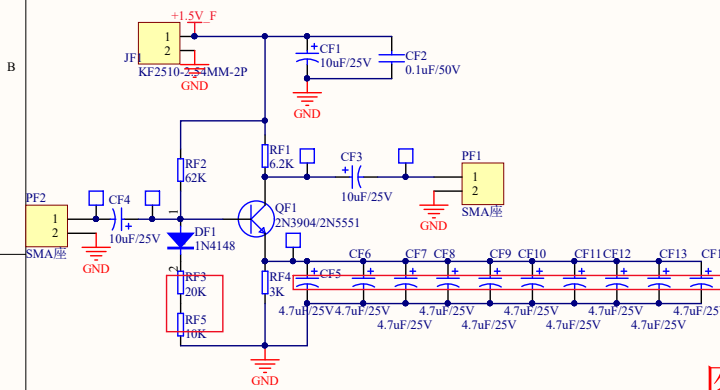 +1.5V_F
B
JF1
1
2
KF2510-2.54MM-2P
GND
CF1
10uF/25V
CF2
0.1uF/50V
GND
RF2
62K
RF1
6.2K
CF3
10uF/25V
PF1
1
2
SMA座
GND
PF2
1
2
SMA座
GND
CF4
10uF/25V
1
DF1
1N4148
2
QF1
2N3904/2N5551
RF3
20K
RF5
10K
RF4
3K
GND
CF5
4.7uF/25V
CF6
4.7uF/25V
CF7
4.7uF/25V
CF8
4.7uF/25V
CF9
4.7uF/25V
CF10
4.7uF/25V
CF11
4.7uF/25V
CF12
4.7uF/25V
CF13
4.7uF/25V
CF1
4.7uF/25V